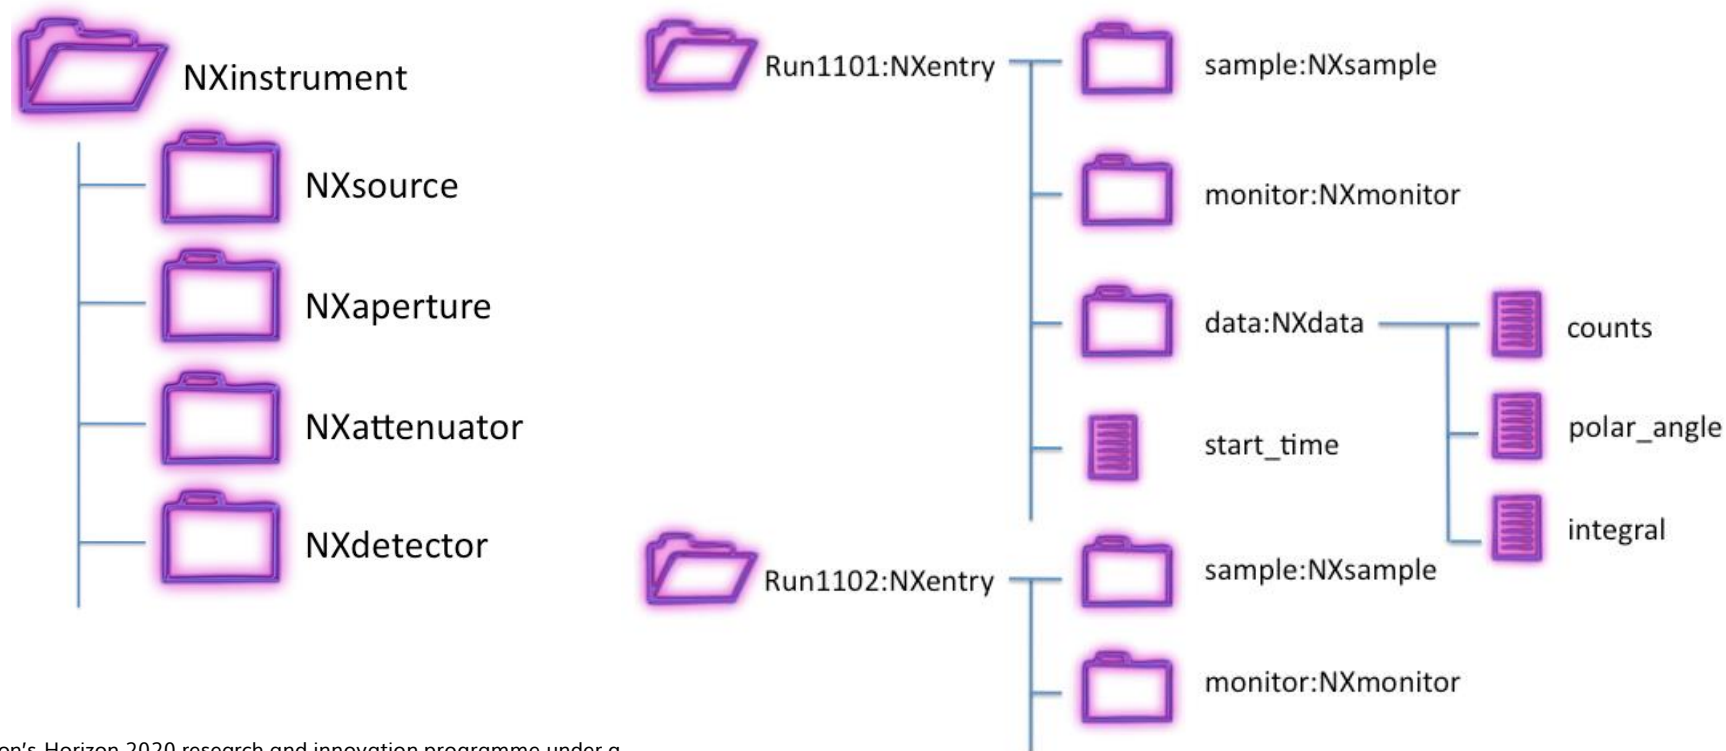 NXinstrument
NXsource
NXaperture
NXattenuator
NXdetector
Run1101:NXentry
sample:NXsample
monitor:NXmonitor
data:NXdata
counts
polar_angle
integral
start_time
Run1102:NXentry
sample:NXsample
monitor:NXmonitor
on's Horizon 2020 research and innovation programme under a